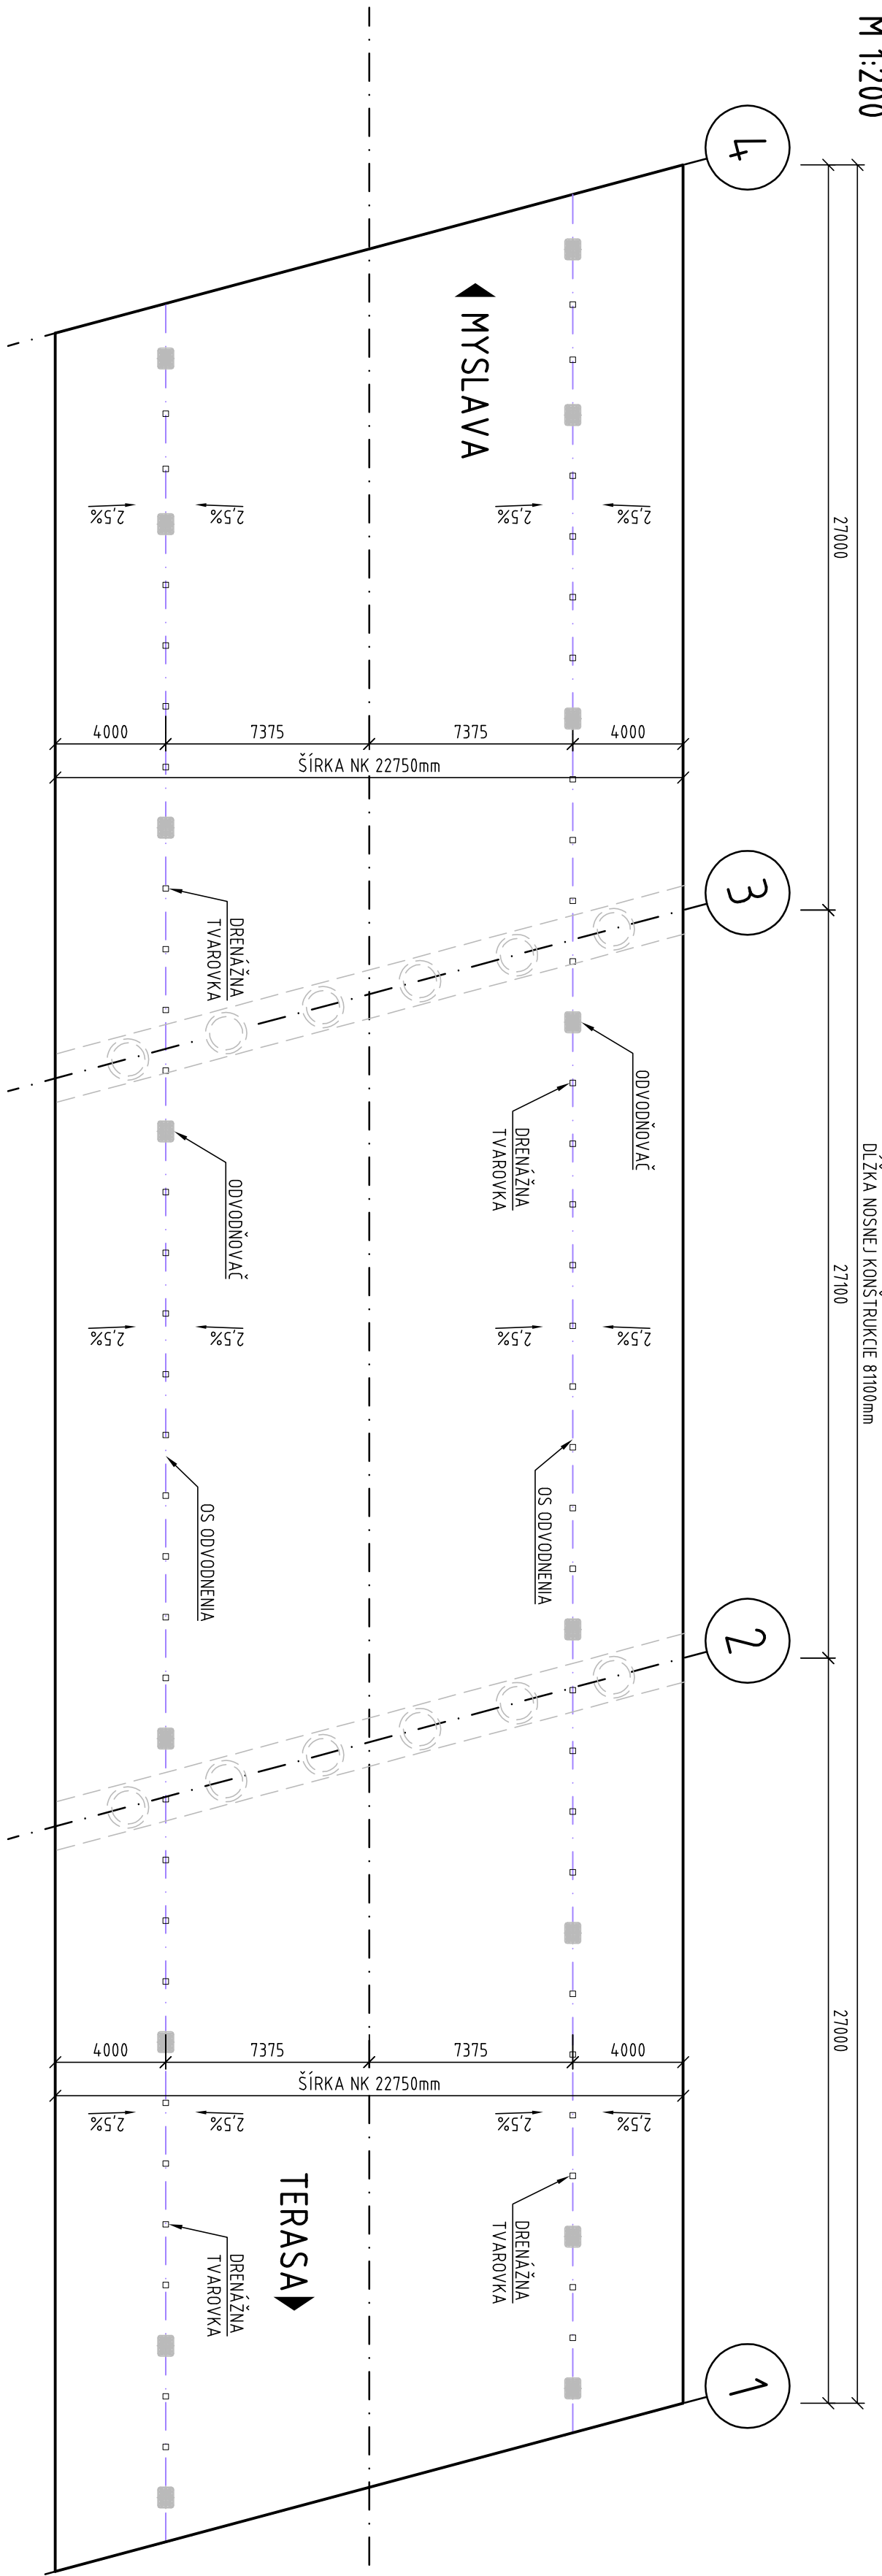 M 1:200
DĹŽKA NOSNEJ KONŠTRUKCIE 81100mm
27000
27100
27000
4
3
2
1
MYSLAVA
TERASA
2,5%
2,5%
2,5%
2,5%
4000
7375
7375
4000
ŠÍRKA NK 22750mm
DRENÁŽNA
TVAROVKA
ODVODŇOVAČ
DRENÁŽNA
TVAROVKA
ODVODŇOVAČ
2,5%
2,5%
2,5%
2,5%
OS ODVODNENIA
OS ODVODNENIA
4000
7375
7375
4000
ŠÍRKA NK 22750mm
2,5%
2,5%
2,5%
2,5%
DRENÁŽNA
TVAROVKA
DRENÁŽNA
TVAROVKA